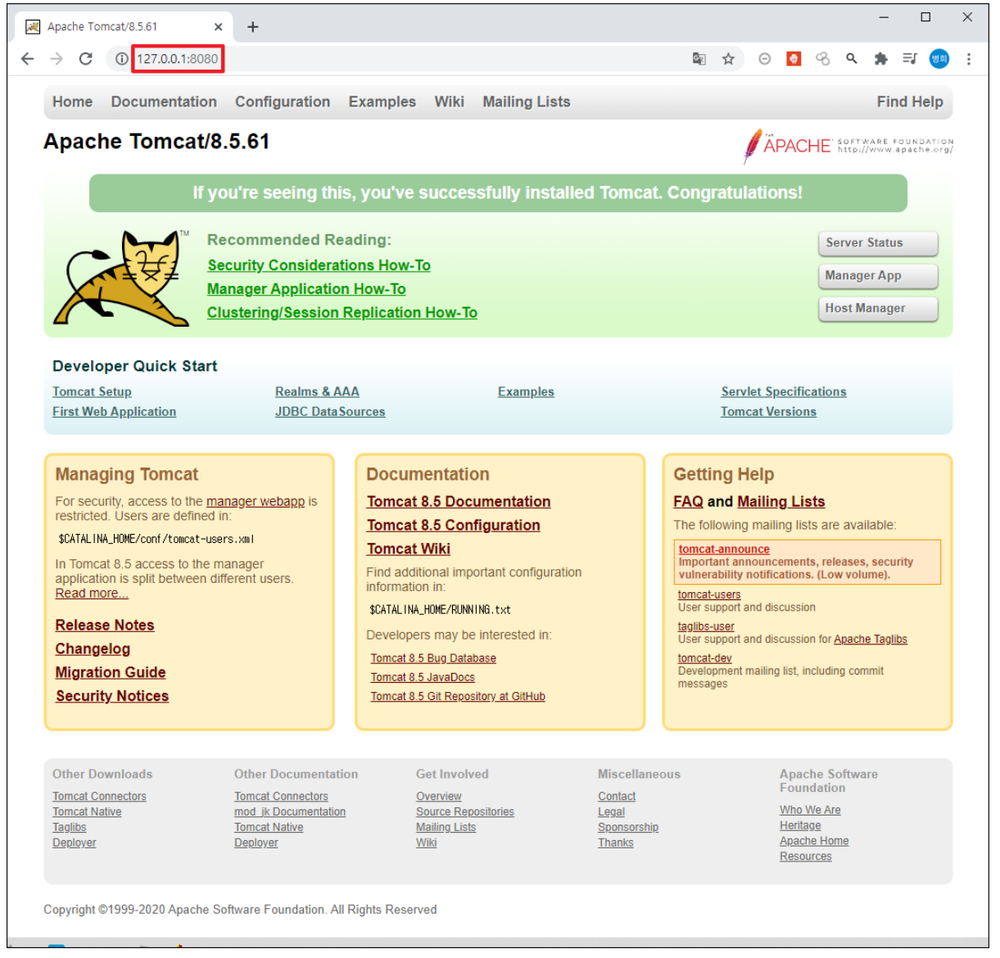 Apache Tomcat/8.5.61
127.0.0.1:8080
병희
Home Documentation Configuration Examples Wiki Mailing Lists Find Help
Apache Tomcat/8.5.61
THE APACHE SOFTWARE FOUNDATION
http://www.apache.org/
If you're seeing this, you've successfully installed Tomcat. Congratulations!
TM
Recommended Reading:
Security Considerations How-To
Manager Application How-To
Clustering/Session Replication How-To
Server Status
Manager App
Host Manager
Developer Quick Start
Tomcat Setup
First Web Application
Realms & AAA
JDBC DataSources
Examples
Servlet Specifications
Tomcat Versions
Managing Tomcat
For security, access to the manager webapp is
restricted. Users are defined in:
$CATALINA_HOME/conf/tomcat-users.xml
In Tomcat 8.5 access to the manager
application is split between different users.
Read more...
Release Notes
Changelog
Migration Guide
Security Notices
Documentation
Tomcat 8.5 Documentation
Tomcat 8.5 Configuration
Tomcat Wiki
Find additional important configuration
information in:
$CATALINA_HOME/RUNNING.txt
Developers may be interested in:
Tomcat 8.5 Bug Database
Tomcat 8.5 JavaDocs
Tomcat 8.5 Git Repository at GitHub
Getting Help
FAQ and Mailing Lists
The following mailing lists are available:
tomcat-announce
Important announcements, releases, security
vulnerability notifications. (Low volume).
tomcat-users
User support and discussion
taglibs-user
User support and discussion for Apache Taglibs
tomcat-dev
Development mailing list, including commit
messages
Other Downloads
Tomcat Connectors
Tomcat Native
Taglibs
Deployer
Other Documentation
Tomcat Connectors
mod_jk Documentation
Tomcat Native
Deployer
Get Involved
Overview
Source Repositories
Mailing Lists
Wiki
Miscellaneous
Contact
Legal
Sponsorship
Thanks
Apache Software
Foundation
Who We Are
Heritage
Apache Home
Resources
Copyright ©1999-2020 Apache Software Foundation. All Rights Reserved